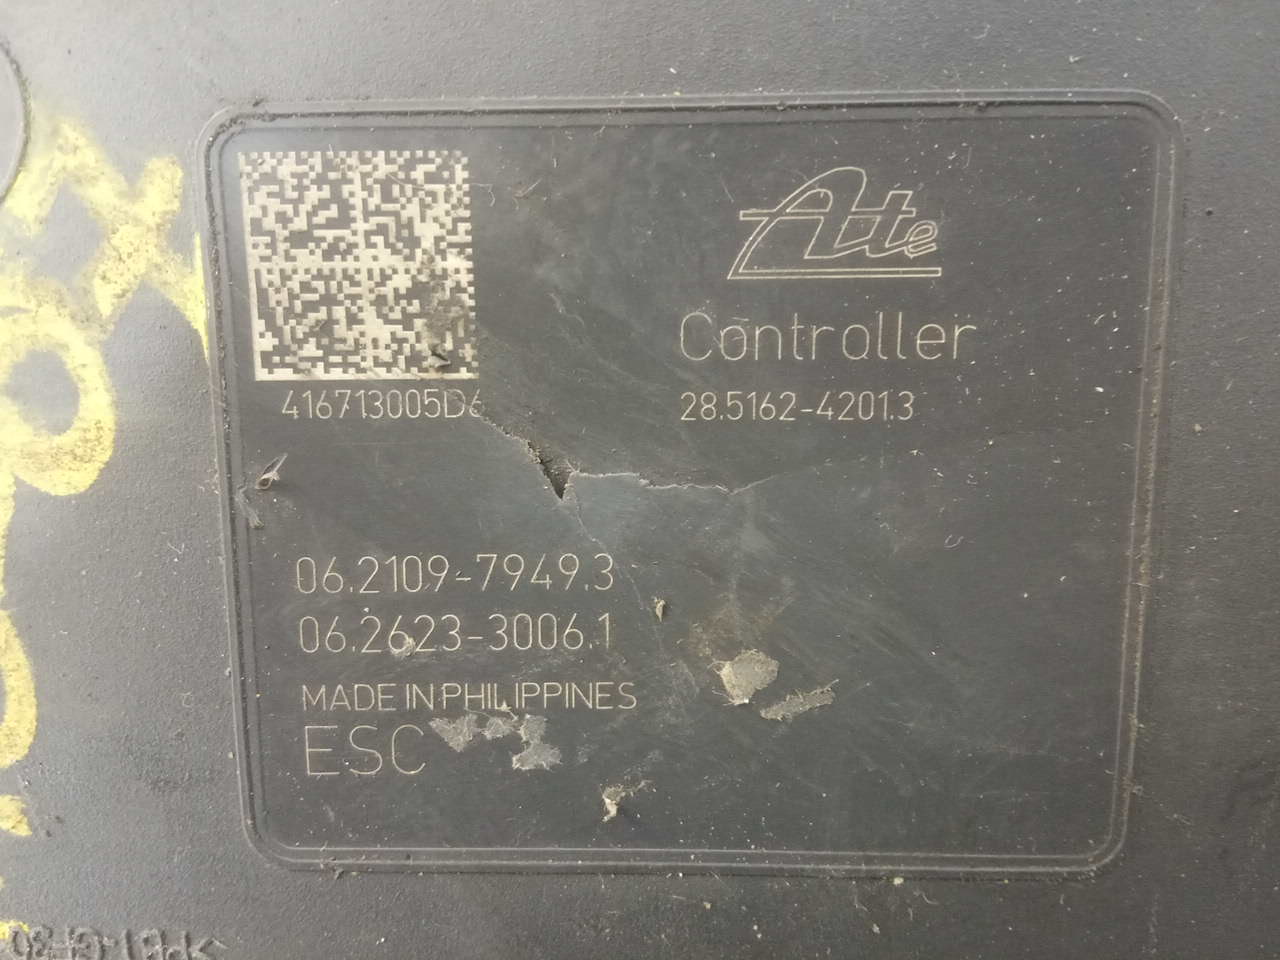 Ate
Controller
416713005D6
28.5162-4201.3
06.2109-7949.3
06.2623-3006.1
MADE IN PHILIPPINES
ESC